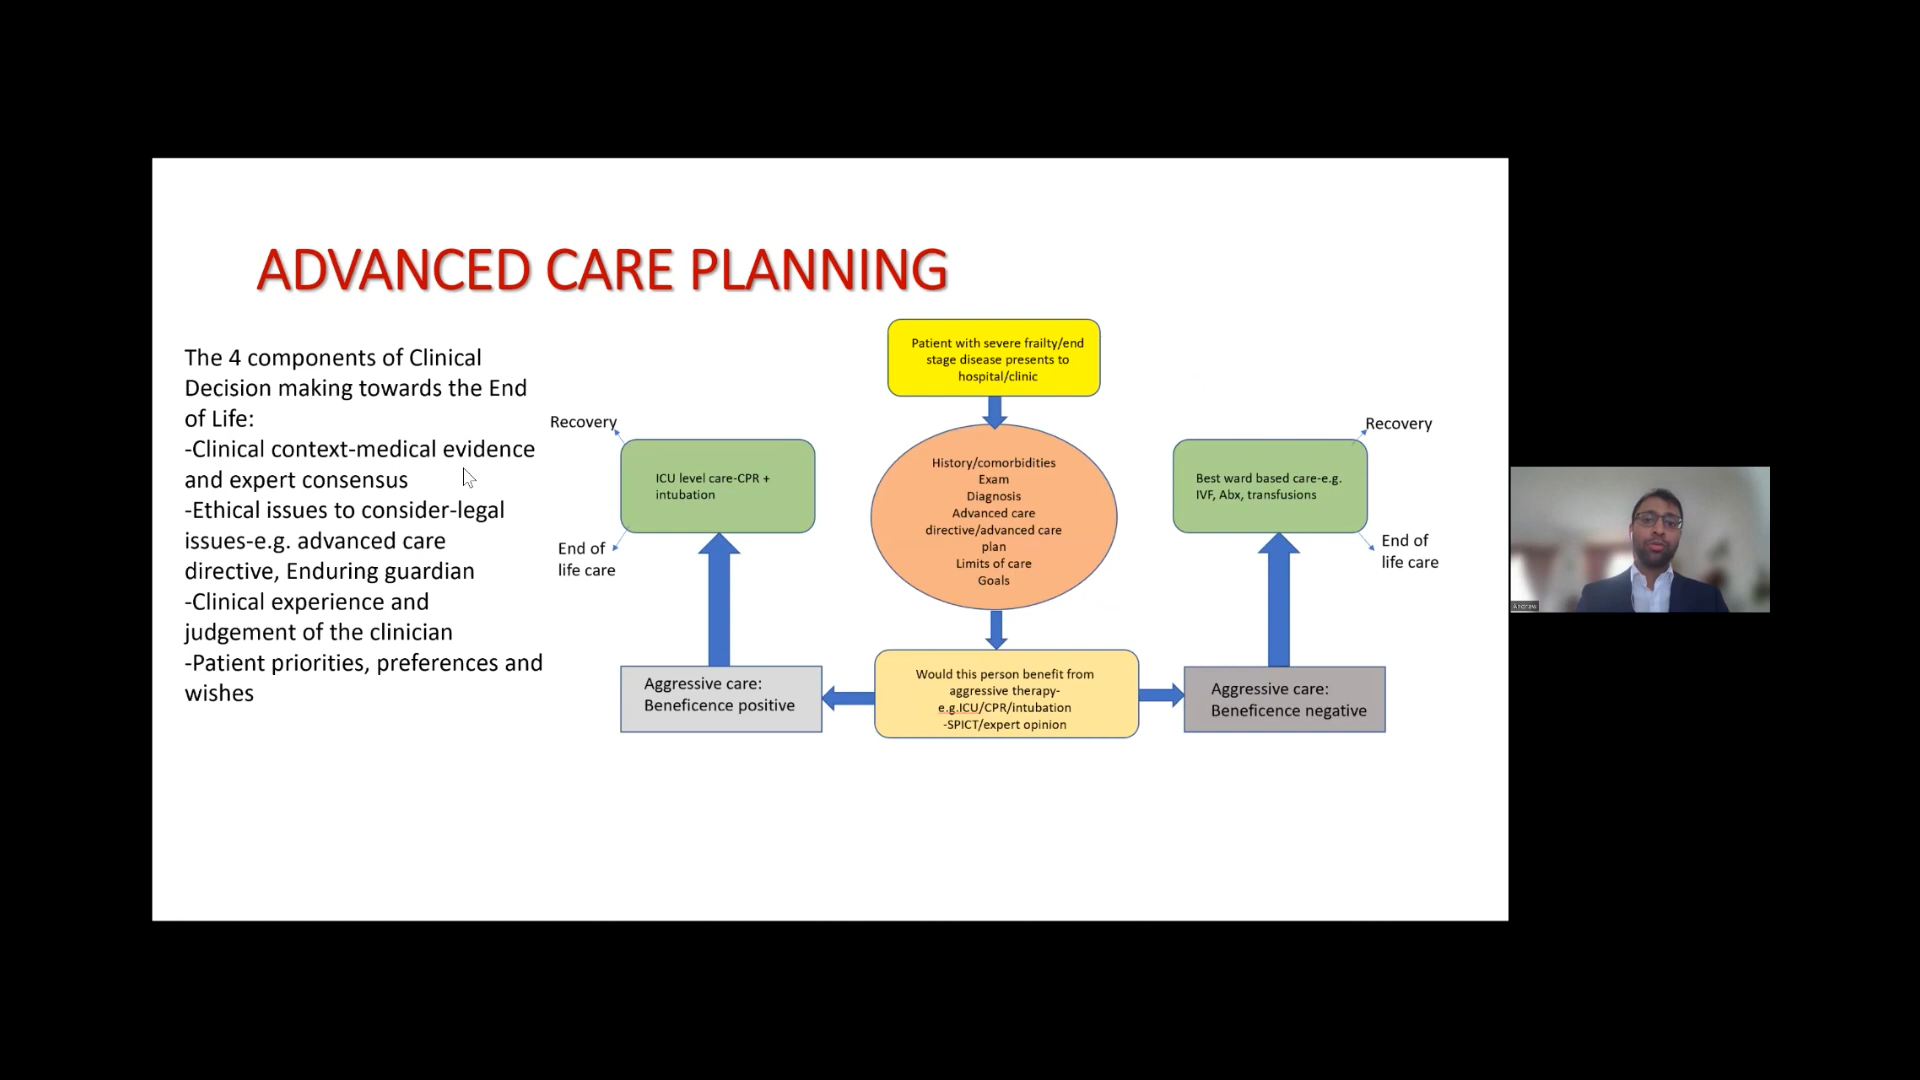 ADVANCED CARE PLANNING
The 4 components of Clinical
Decision making towards the End
of Life:
-Clinical context-medical evidence
and expert consensus
-Ethical issues to consider-legal
issues-e.g. advanced care
directive, Enduring guardian
-Clinical experience and
judgement of the clinician
-Patient priorities, preferences and
wishes
Patient with severe frailty/end
stage disease presents to
hospital/clinic
Recovery
ICU level care-CPR +
intubation
End of
life care
History/comorbidities
Exam
Diagnosis
Advanced care
directive/advanced care
plan
Limits of care
Goals
Recovery
Best ward based care-e.g.
IVF, Abx, transfusions
End of
life care
Aggressive care:
Beneficence positive
Would this person benefit from
aggressive therapy-
e.g.ICU/CPR/intubation
-SPICT/expert opinion
Aggressive care:
Beneficence negative
Andrew